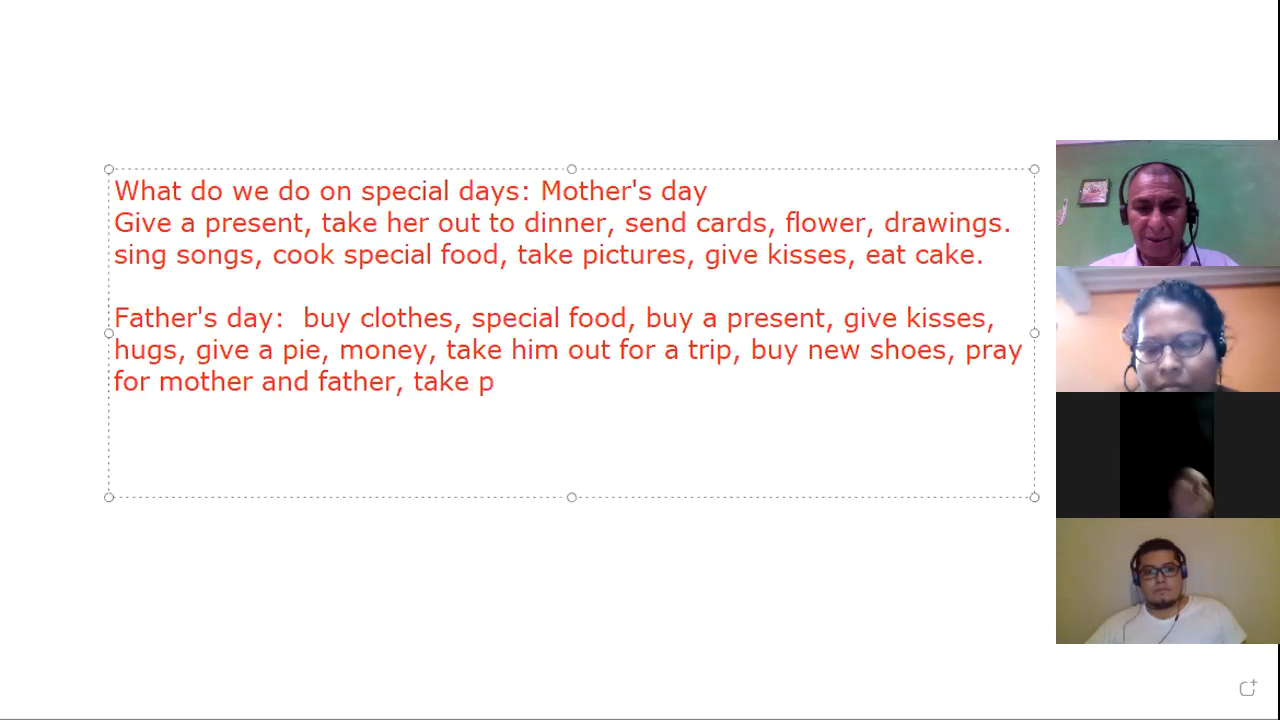 What do we do on special days: Mother's day
Give a present, take her out to dinner, send cards, flower, drawings.
sing songs, cook special food, take pictures, give kisses, eat cake.
Father's day:  buy clothes, special food, buy a present, give kisses,
hugs, give a pie, money, take him out for a trip, buy new shoes, pray
for mother and father, take p